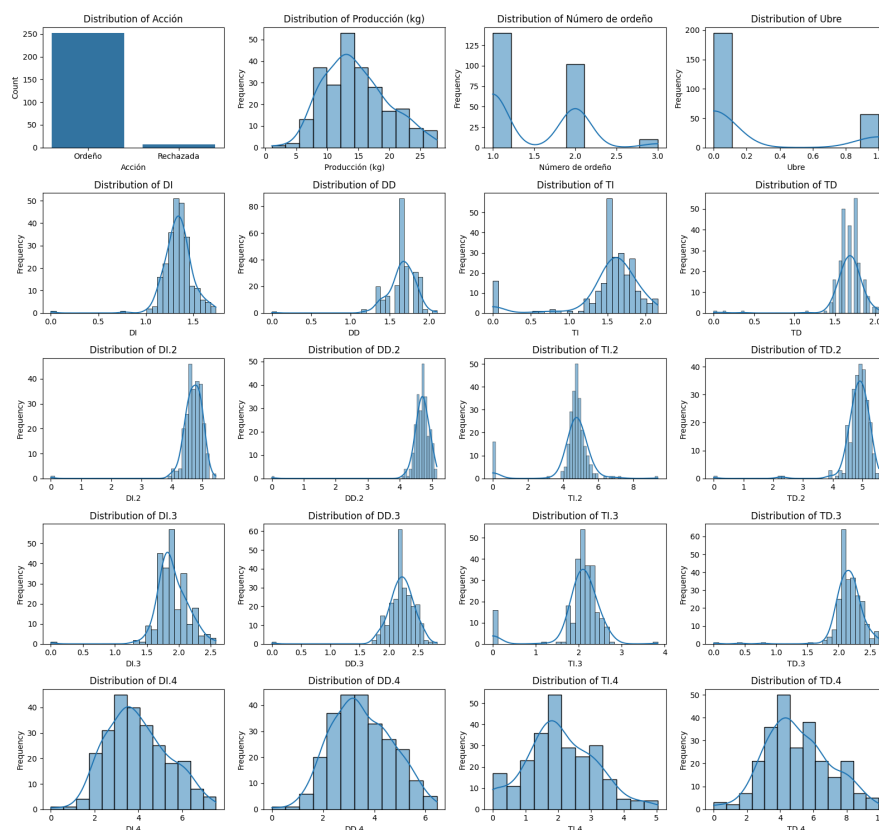 Distribution of Acción
250
200
150
100
50
0
Count
Ordeño Rechazada
Acción
Distribution of Producción (kg)
50
40
30
20
10
0
Frequency
0 5 10 15 20 25
Producción (kg)
Distribution of Número de ordeño
125
100
75
50
25
0
Frequency
1.0 1.5 2.0 2.5 3.0
Número de ordeño
Distribution of Ubre
200
150
100
50
0
Frequency
0.0 0.2 0.4 0.6 0.8
Ubre
Distribution of DI
50
40
30
20
10
0
Frequency
0.0 0.5 1.0 1.5
DI
Distribution of DD
80
60
40
20
0
Frequency
0.0 0.5 1.0 1.5 2.0
DD
Distribution of TI
50
40
30
20
10
0
Frequency
0.0 0.5 1.0 1.5 2.0
TI
Distribution of TD
50
40
30
20
10
0
Frequency
0.0 0.5 1.0 1.5 2.0
TD
Distribution of DI.2
40
30
20
10
0
Frequency
0 1 2 3 4 5
DI.2
Distribution of DD.2
50
40
30
20
10
0
Frequency
0 1 2 3 4 5
DD.2
Distribution of TI.2
50
40
30
20
10
0
Frequency
0 2 4 6 8
TI.2
Distribution of TD.2
40
30
20
10
0
Frequency
0 1 2 3 4 5
TD.2
Distribution of DI.3
50
40
30
20
10
0
Frequency
0.0 0.5 1.0 1.5 2.0 2.5
DI.3
Distribution of DD.3
60
40
20
0
Frequency
0.0 0.5 1.0 1.5 2.0 2.5
DD.3
Distribution of TI.3
50
40
30
20
10
0
Frequency
0 1 2 3 4
TI.3
Distribution of TD.3
60
40
20
0
Frequency
0.0 0.5 1.0 1.5 2.0 2.5
TD.3
Distribution of DI.4
40
30
20
10
0
Frequency
0 2 4 6
DI.4
Distribution of DD.4
40
30
20
10
0
Frequency
0 2 4 6
DD.4
Distribution of TI.4
50
40
30
20
10
0
Frequency
0 1 2 3 4 5
TI.4
Distribution of TD.4
50
40
30
20
10
0
Frequency
0 2 4 6 8
TD.4